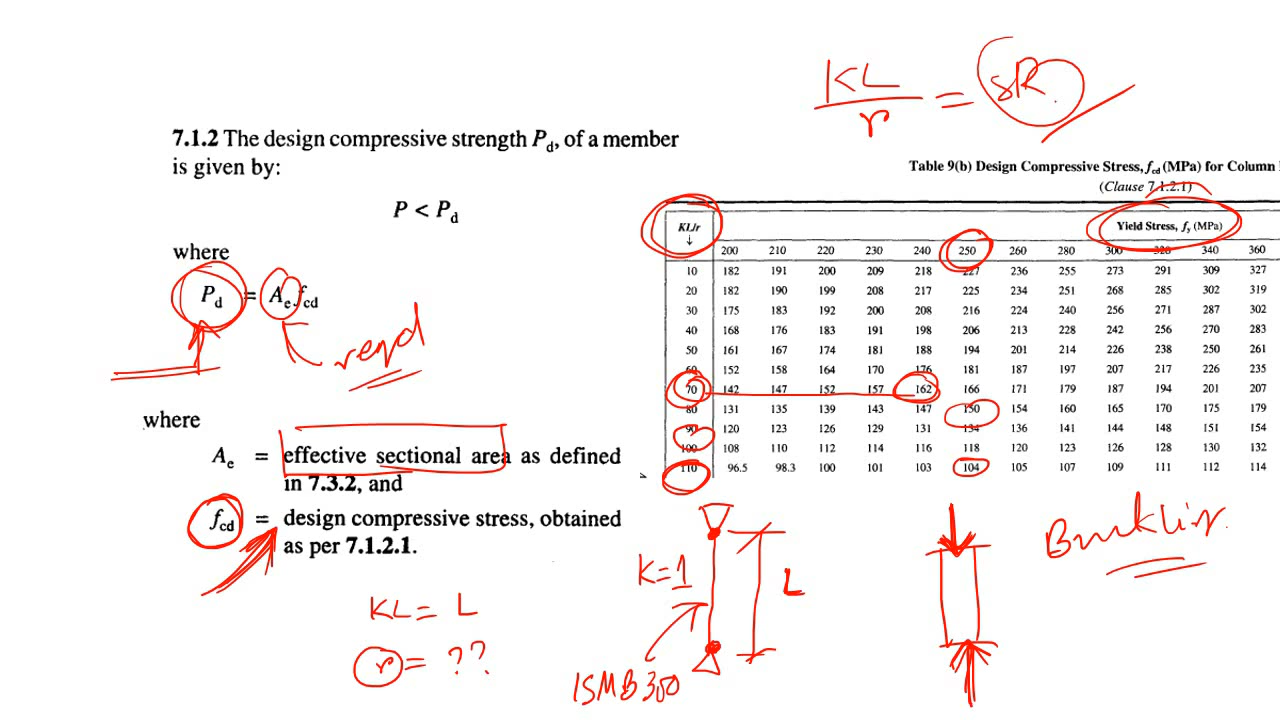 KL
r
= SR.
7.1.2 The design compressive strength Pd, of a member
is given by:
P < Pd
where
Pd = Ae fcd
reqd
where
Ae = effective sectional area as defined
in 7.3.2, and
fcd = design compressive stress, obtained
as per 7.1.2.1.
KL = L
r = ??
Table 9(b) Design Compressive Stress, fcd (MPa) for Column
(Clause 7.1.2.1)
KL/r Yield Stress, fy (MPa)
↓ 200 210 220 230 240 250 260 280 300 320 340 360
10 182 191 200 209 218 227 236 255 273 291 309 327
20 182 190 199 208 217 225 234 251 268 285 302 319
30 175 183 192 200 208 216 224 240 256 271 287 302
40 168 176 183 191 198 206 213 228 242 256 270 283
50 161 167 174 181 188 194 201 214 226 238 250 261
60 152 158 164 170 176 181 187 197 207 217 226 235
70 142 147 152 157 162 166 171 179 187 194 201 207
80 131 135 139 143 147 150 154 160 165 170 175 179
90 120 123 126 129 131 134 136 141 144 148 151 154
100 108 110 112 114 116 118 120 123 126 128 130 132
110 96.5 98.3 100 101 103 104 105 107 109 111 112 114
K=1
L
ISMB 300